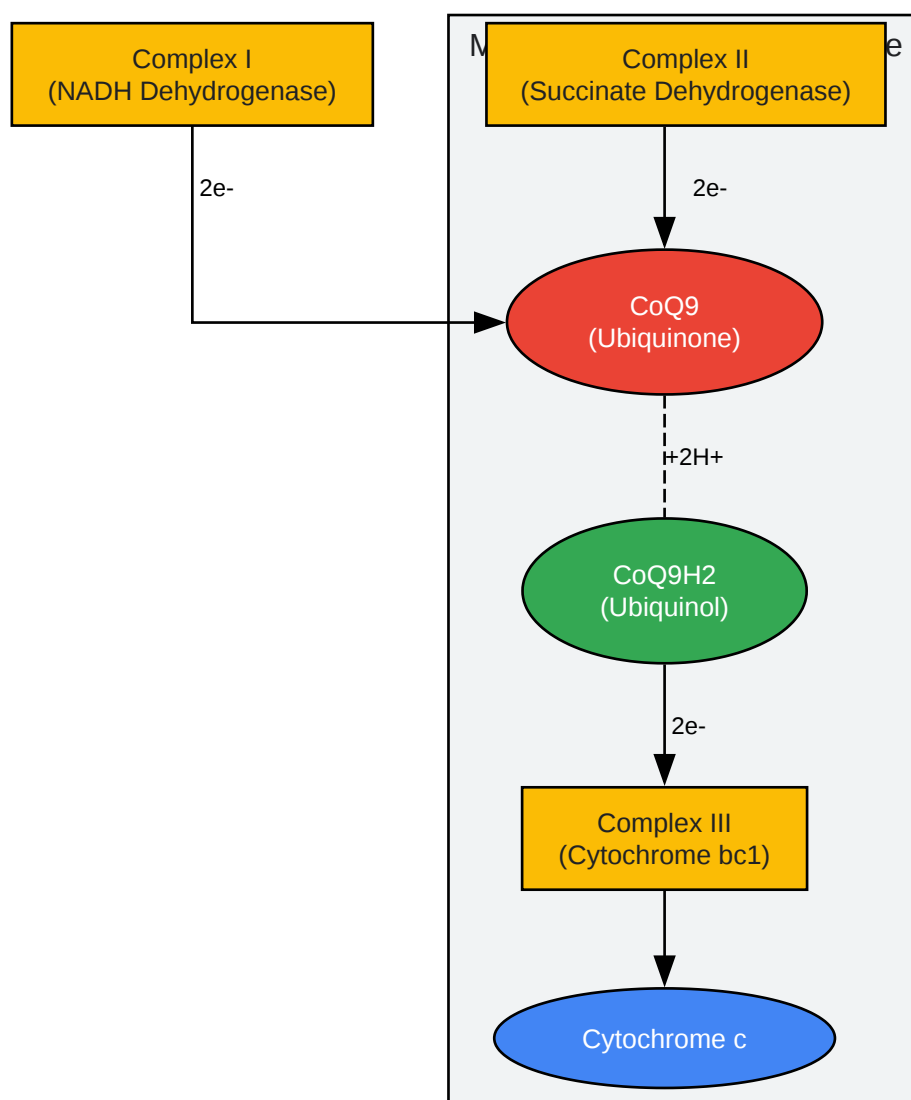 Complex I
(NADH Dehydrogenase)
Complex II
(Succinate Dehydrogenase)
2e-
2e-
CoQ9
(Ubiquinone)
+2H+
CoQ9H2
(Ubiquinol)
2e-
Complex III
(Cytochrome bc1)
Cytochrome c